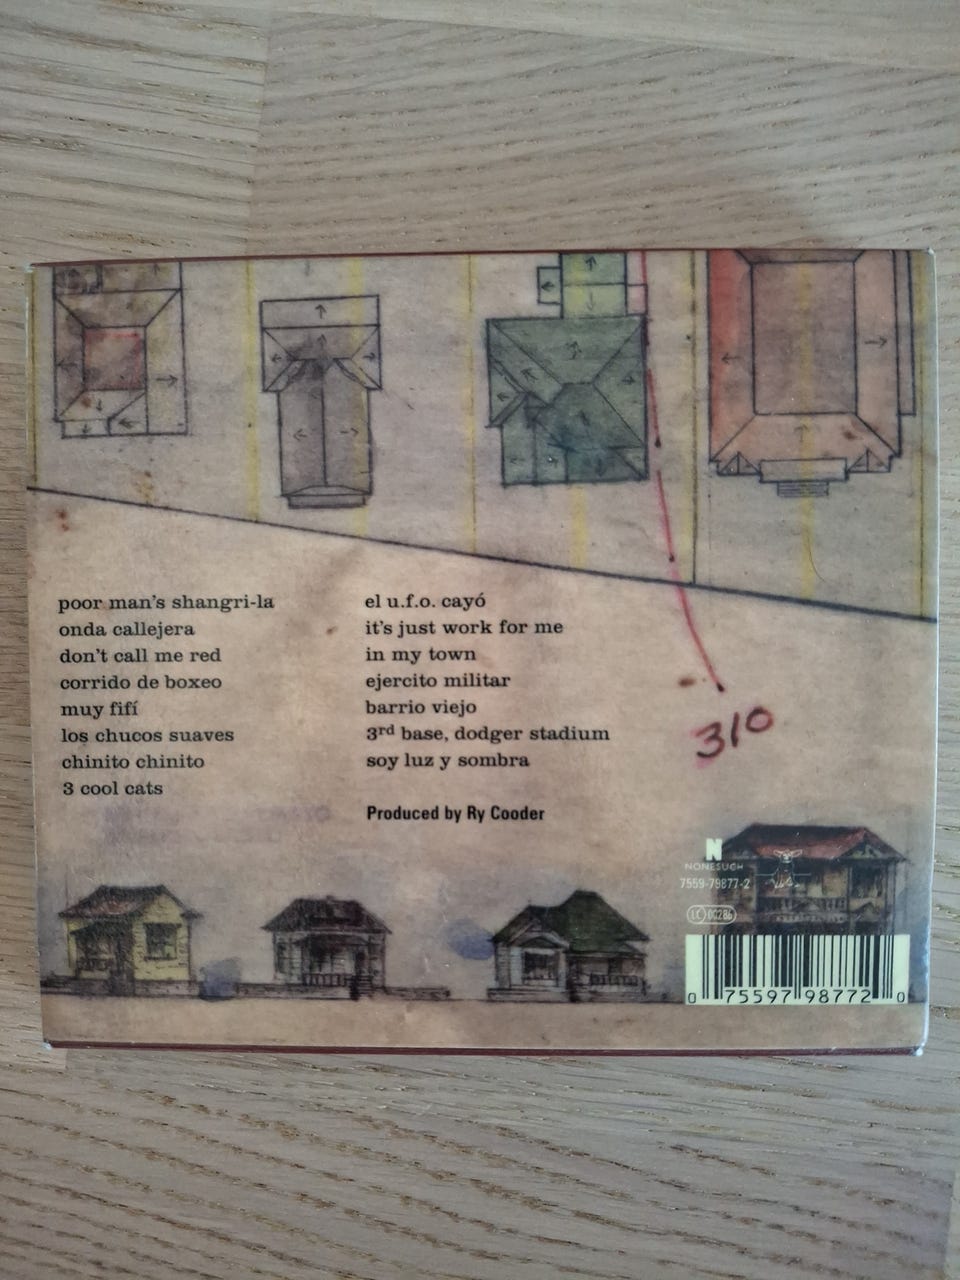 poor man's shangri-la
onda callejera
don't call me red
corrido de boxeo
muy fifí
los chucos suaves
chinito chinito
3 cool cats
el u.f.o. cayó
it's just work for me
in my town
ejercito militar
barrio viejo
3rd base, dodger stadium
soy luz y sombra
Produced by Ry Cooder
310
N
NONESUCH
7559-79877-2
LC 00286
0 75597 98772 0